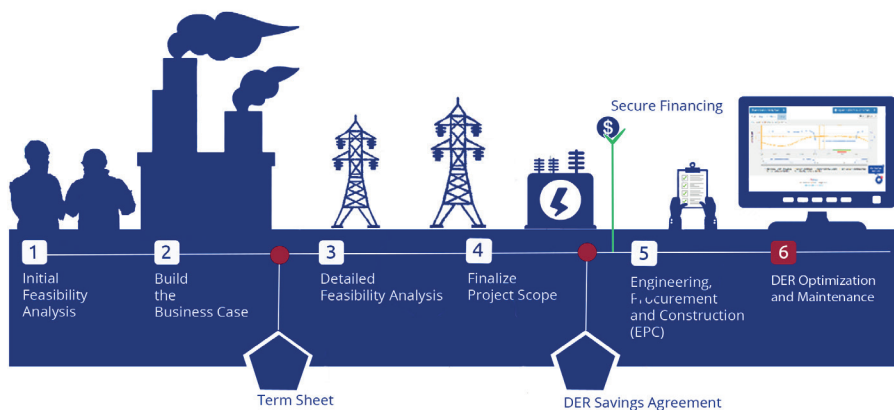 Secure Financing
$
1
Initial
Feasibility
Analysis
2
Build
the
Business Case
3
Detailed
Feasibility Analysis
4
Finalize
Project Scope
5
Engineering,
Procurement
and Construction
(EPC)
6
DER Optimization
and Maintenance
Term Sheet
DER Savings Agreement